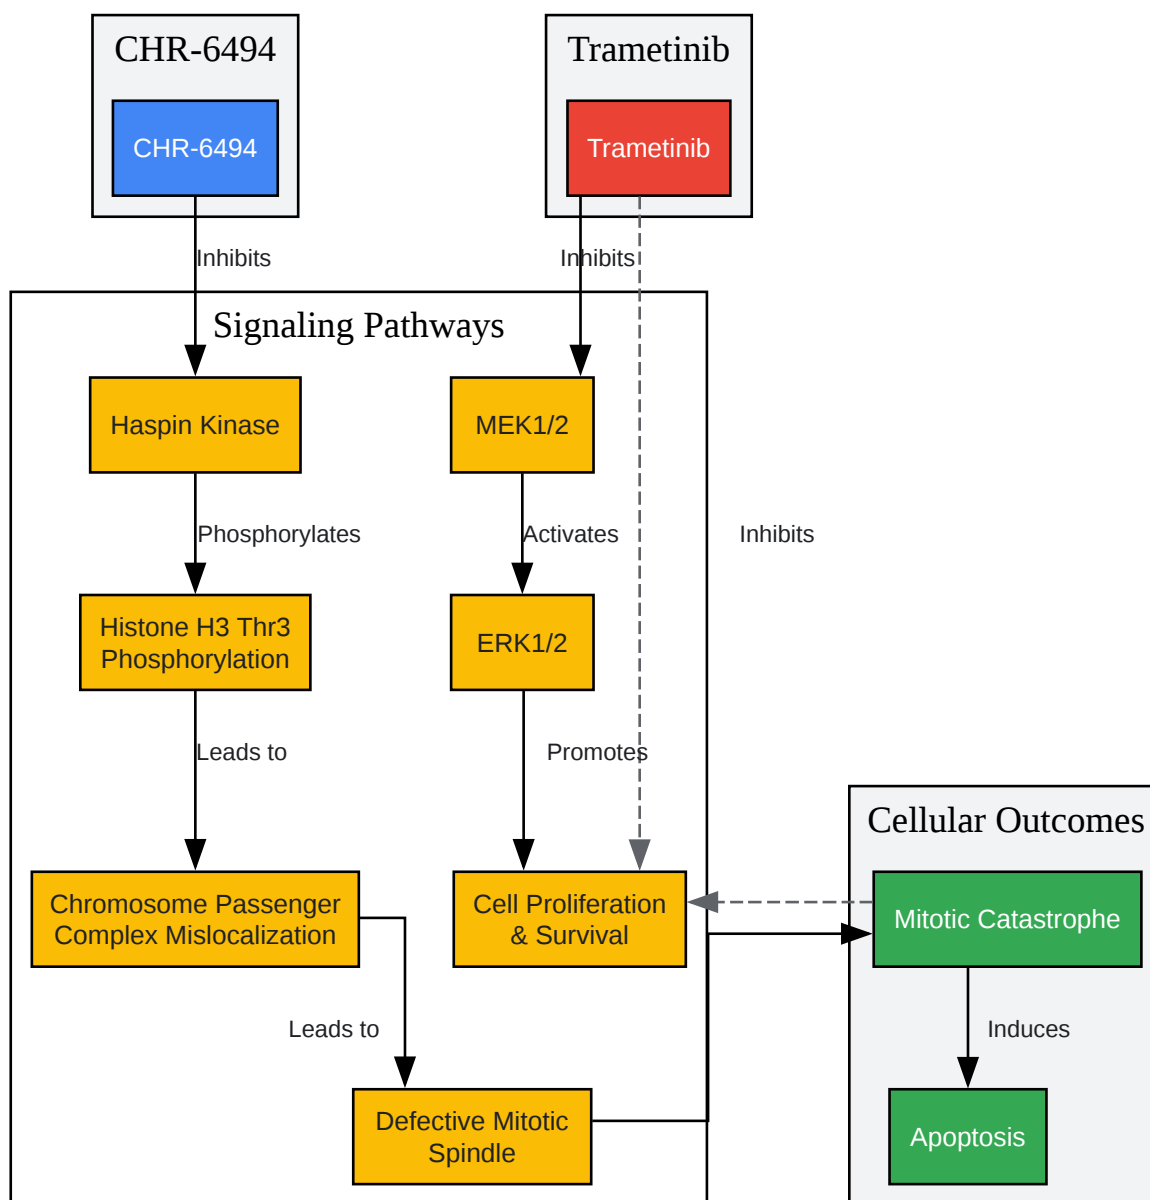 CHR-6494
Trametinib
CHR-6494
Trametinib
Inhibits
Inhibits
Signaling Pathways
Haspin Kinase
MEK1/2
Phosphorylates
Activates
Inhibits
Histone H3 Thr3
Phosphorylation
ERK1/2
Leads to
Promotes
Cellular Outcomes
Chromosome Passenger
Complex Mislocalization
Cell Proliferation
& Survival
Mitotic Catastrophe
Leads to
Induces
Defective Mitotic
Spindle
Apoptosis